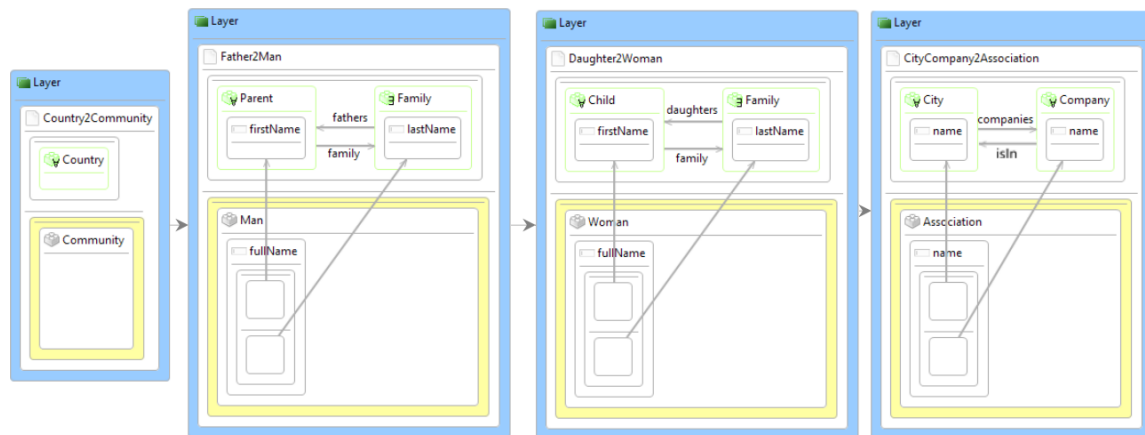 Layer
Country2Community
Country
Community
Layer
Father2Man
Parent
fathers
Family
firstName
lastName
family
Man
fullName
Layer
Daughter2Woman
Child
daughters
Family
firstName
lastName
family
Woman
fullName
Layer
CityCompany2Association
City
companies
Company
name
name
isIn
Association
name